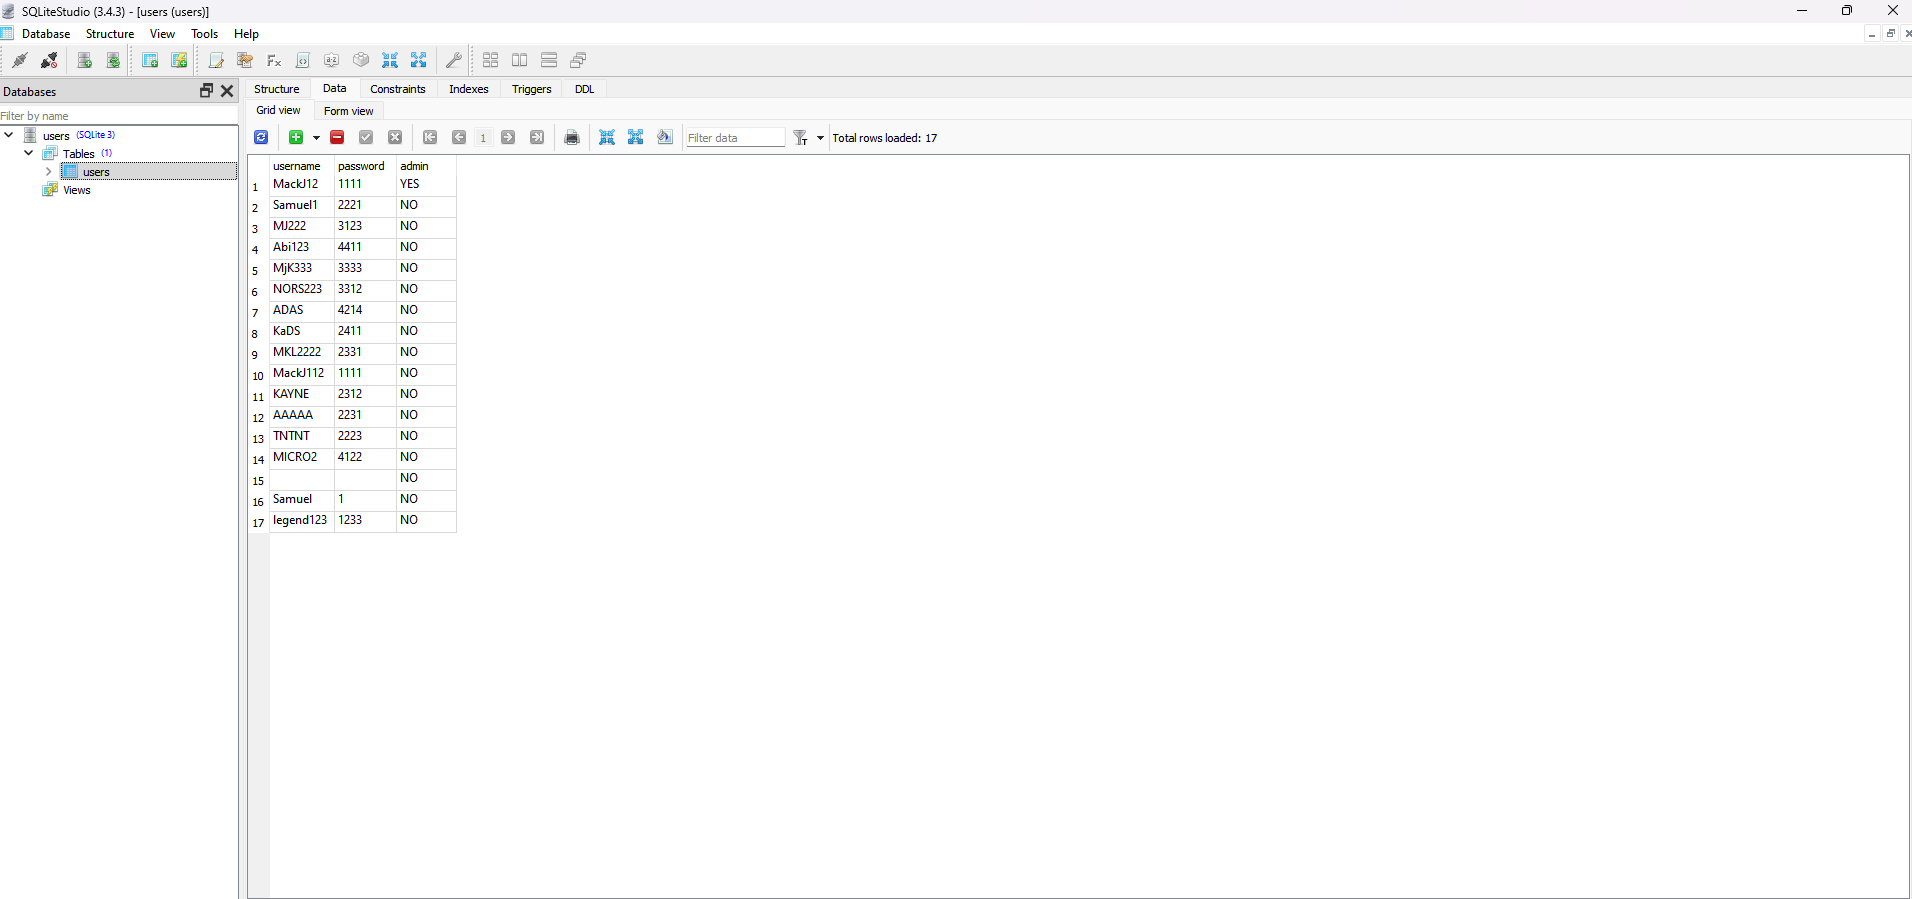 SQLiteStudio (3.4.3) - [users (users)]
Database Structure View Tools Help
Databases
Filter by name
users (SQLite 3)
Tables (1)
users
Views
Structure Data Constraints Indexes Triggers DDL
Grid view Form view
1 Filter data Total rows loaded: 17
username password admin
1 MackJ12 1111 YES
2 Samuel1 2221 NO
3 MJ222 3123 NO
4 Abi123 4411 NO
5 MjK333 3333 NO
6 NORS223 3312 NO
7 ADAS 4214 NO
8 KaDS 2411 NO
9 MKL2222 2331 NO
10 MackJ112 1111 NO
11 KAYNE 2312 NO
12 AAAAA 2231 NO
13 TNTNT 2223 NO
14 MICRO2 4122 NO
15 NO
16 Samuel 1 NO
17 legend123 1233 NO